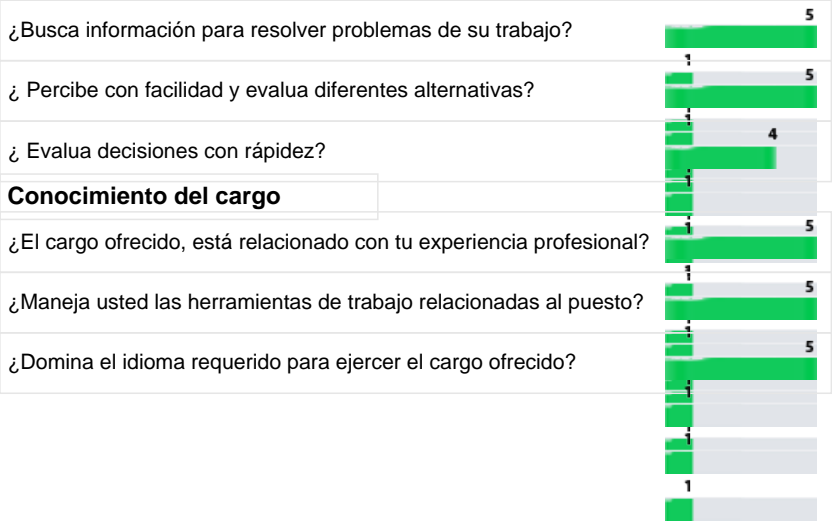 ¿Busca información para resolver problemas de su trabajo? 5
1
¿ Percibe con facilidad y evalua diferentes alternativas? 5
1
¿ Evalua decisiones con rápidez? 4
1
Conocimiento del cargo
¿El cargo ofrecido, está relacionado con tu experiencia profesional? 1 5
1
¿Maneja usted las herramientas de trabajo relacionadas al puesto? 5
1
¿Domina el idioma requerido para ejercer el cargo ofrecido? 5
1
1
1